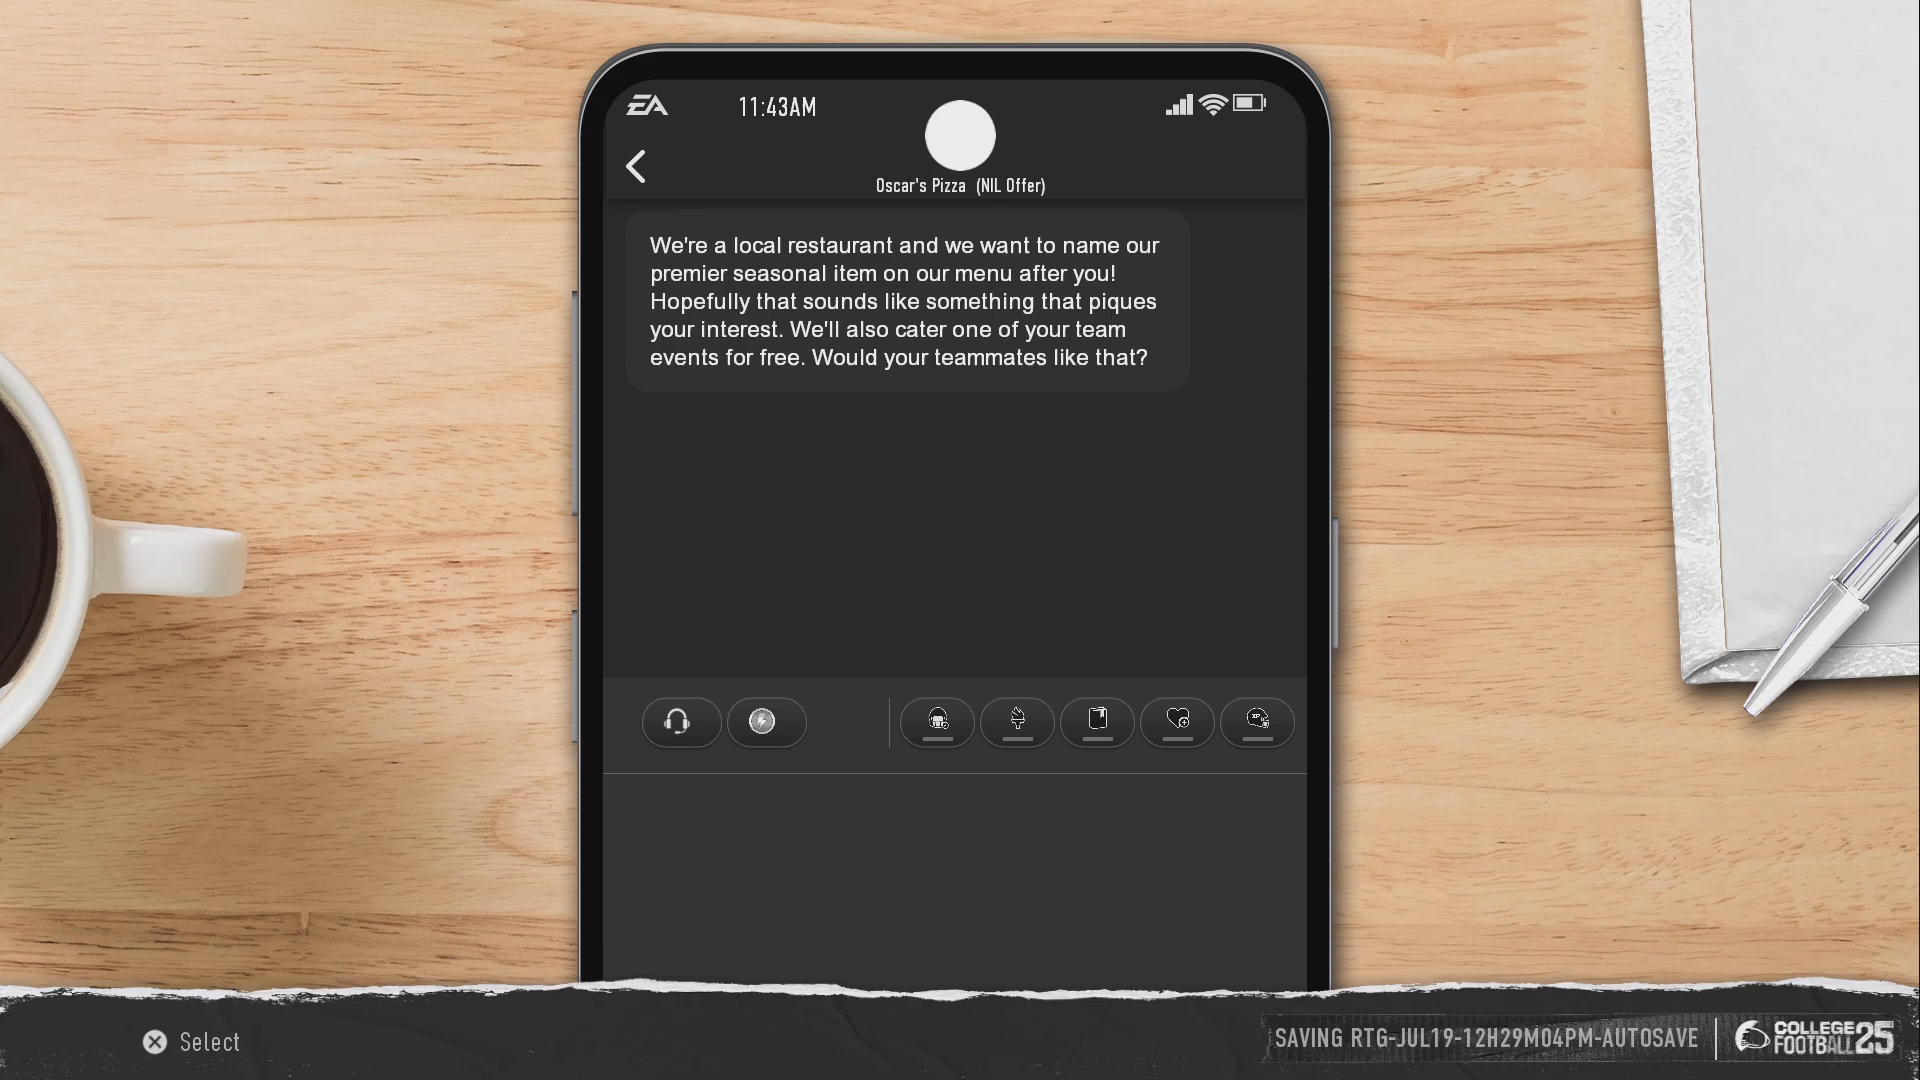 EA
11:43AM
Oscar's Pizza (NIL Offer)
We're a local restaurant and we want to name our
premier seasonal item on our menu after you!
Hopefully that sounds like something that piques
your interest. We'll also cater one of your team
events for free. Would your teammates like that?
Select
SAVING RTG-JUL19-12H29M04PM-AUTOSAVE
COLLEGE
FOOTBALL 25